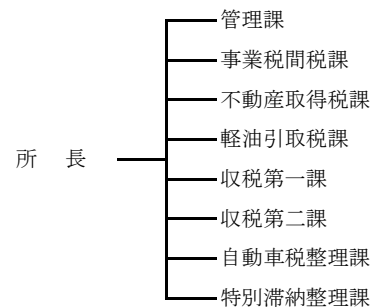 所　長
管理課
事業税間税課
不動産取得税課
軽油引取税課
収税第一課
収税第二課
自動車税整理課
特別滞納整理課